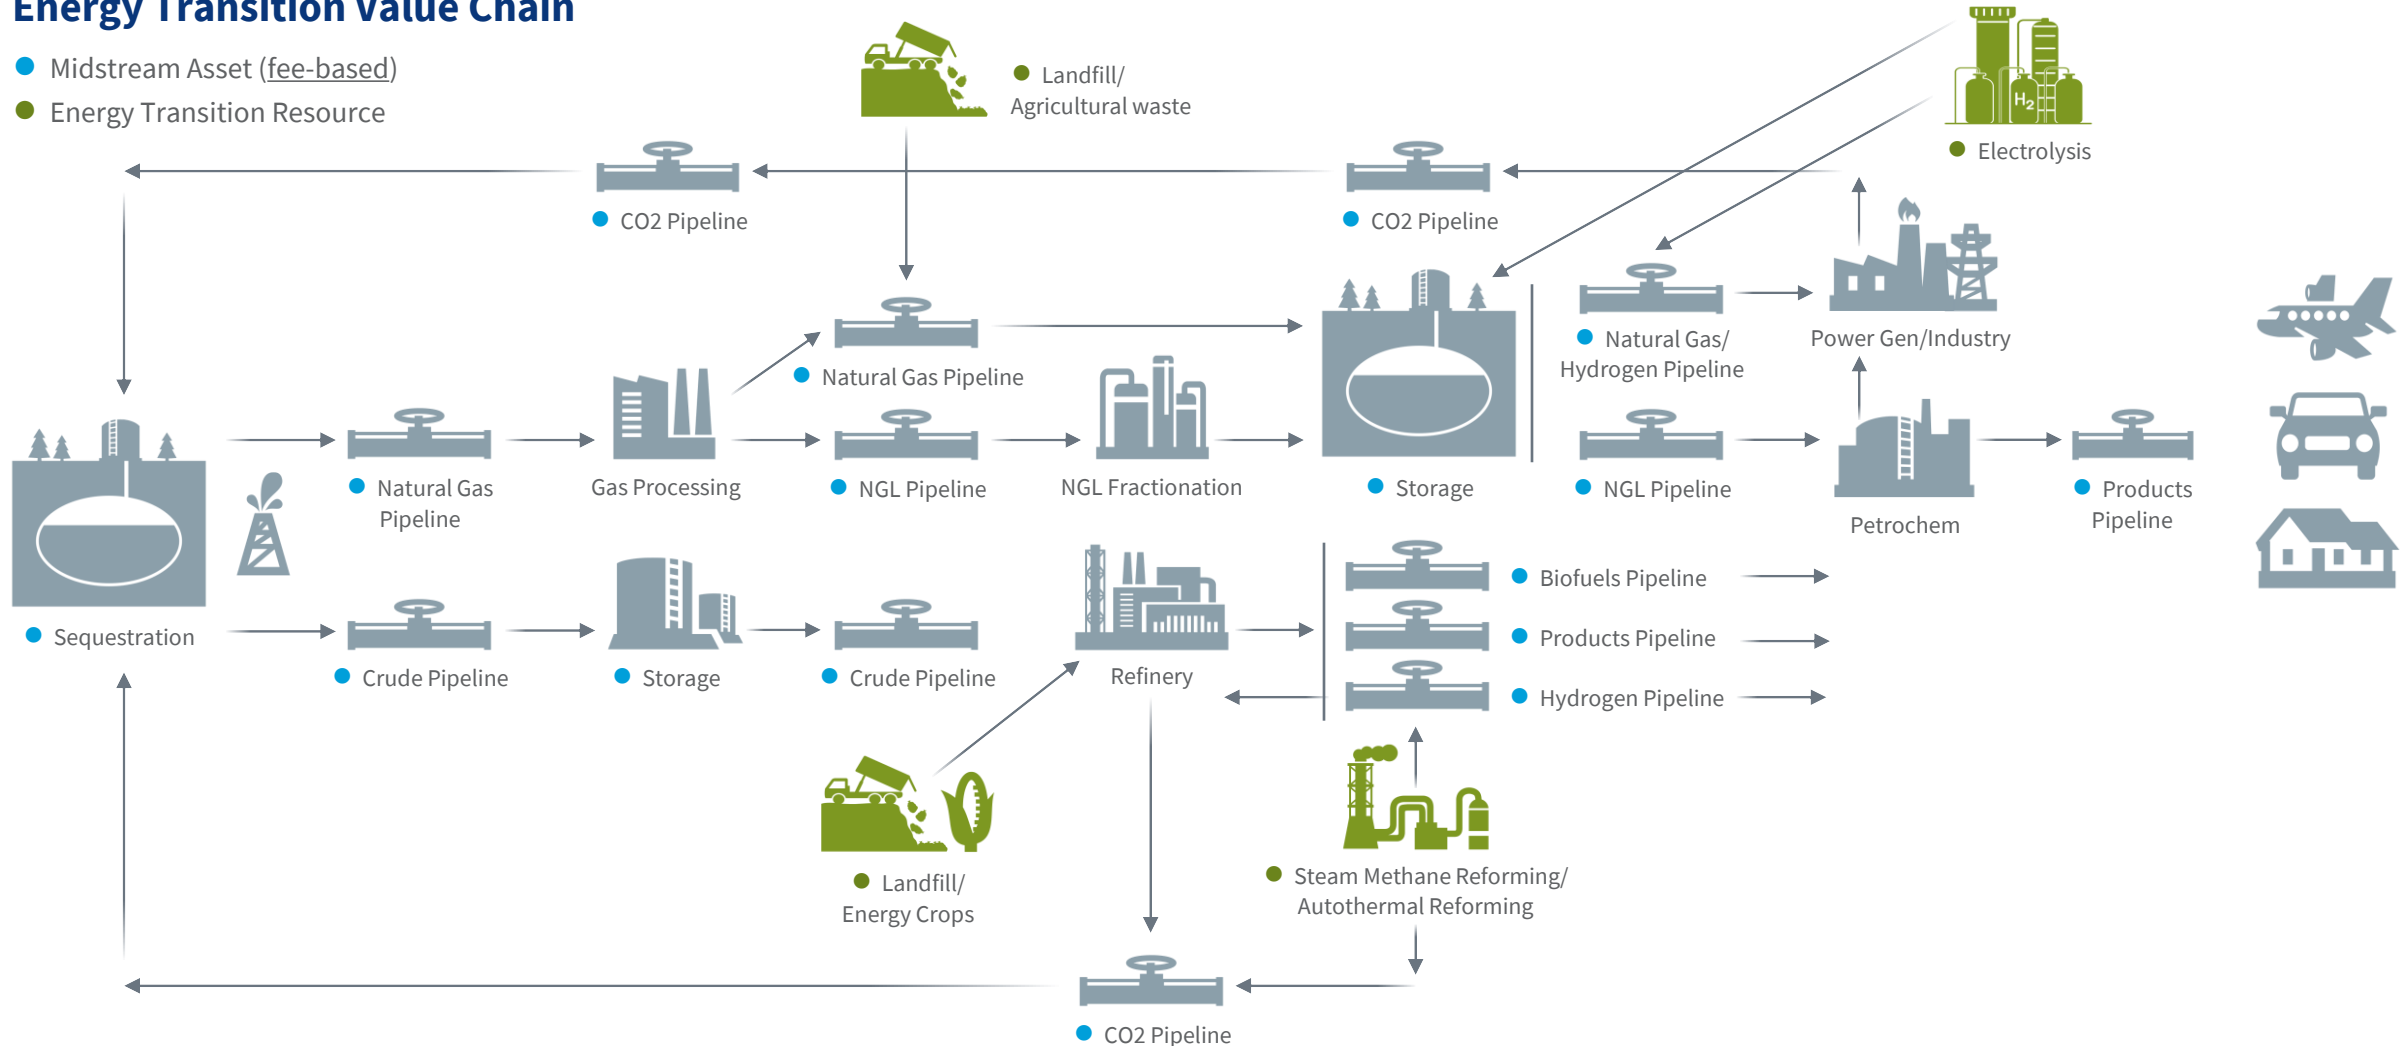 Energy Transition Value Chain
Midstream Asset (fee-based)
Energy Transition Resource
Landfill/
Agricultural waste
H2
Electrolysis
CO2 Pipeline
CO2 Pipeline
Natural Gas Pipeline
Natural Gas/
Hydrogen Pipeline
Power Gen/Industry
Natural Gas
Pipeline
Gas Processing
NGL Pipeline
NGL Fractionation
Storage
NGL Pipeline
Petrochem
Products
Pipeline
Sequestration
Crude Pipeline
Storage
Crude Pipeline
Refinery
Biofuels Pipeline
Products Pipeline
Hydrogen Pipeline
Landfill/
Energy Crops
Steam Methane Reforming/
Autothermal Reforming
CO2 Pipeline